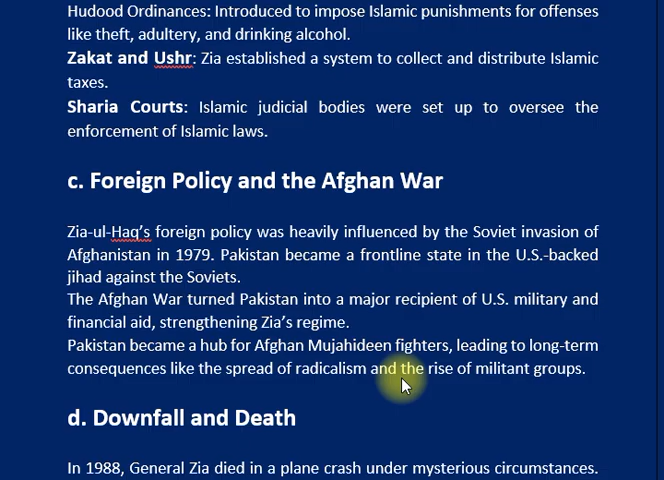 Hudood Ordinances: Introduced to impose Islamic punishments for offenses
like theft, adultery, and drinking alcohol.
Zakat and Ushr: Zia established a system to collect and distribute Islamic
taxes.
Sharia Courts: Islamic judicial bodies were set up to oversee the
enforcement of Islamic laws.
c. Foreign Policy and the Afghan War
Zia-ul-Haq's foreign policy was heavily influenced by the Soviet invasion of
Afghanistan in 1979. Pakistan became a frontline state in the U.S.-backed
jihad against the Soviets.
The Afghan War turned Pakistan into a major recipient of U.S. military and
financial aid, strengthening Zia's regime.
Pakistan became a hub for Afghan Mujahideen fighters, leading to long-term
consequences like the spread of radicalism and the rise of militant groups.
d. Downfall and Death
In 1988, General Zia died in a plane crash under mysterious circumstances.